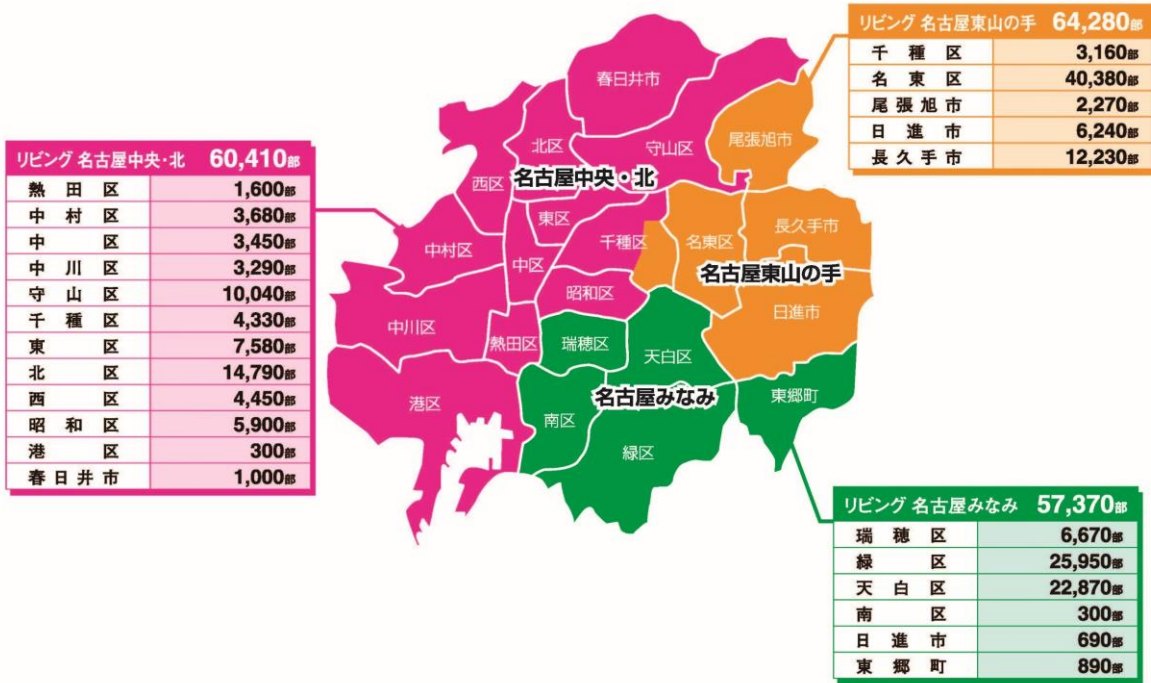 リビング 名古屋東山の手 64,280部
千種区 3,160部
名東区 40,380部
尾張旭市 2,270部
日進市 6,240部
長久手市 12,230部
リビング 名古屋中央・北 60,410部
熱田区 1,600部
中村区 3,680部
中区 3,450部
中川区 3,290部
守山区 10,040部
千種区 4,330部
東区 7,580部
北区 14,790部
西区 4,450部
昭和区 5,900部
港区 300部
春日井市 1,000部
春日井市
北区
守山区
尾張旭市
西区
名古屋中央・北
東区
千種区
名東区
長久手市
中村区
中区
名古屋東山の手
昭和区
日進市
中川区
熱田区
瑞穂区
天白区
港区
南区
名古屋みなみ
東郷町
緑区
リビング 名古屋みなみ 57,370部
瑞穂区 6,670部
緑区 25,950部
天白区 22,870部
南区 300部
日進市 690部
東郷町 890部